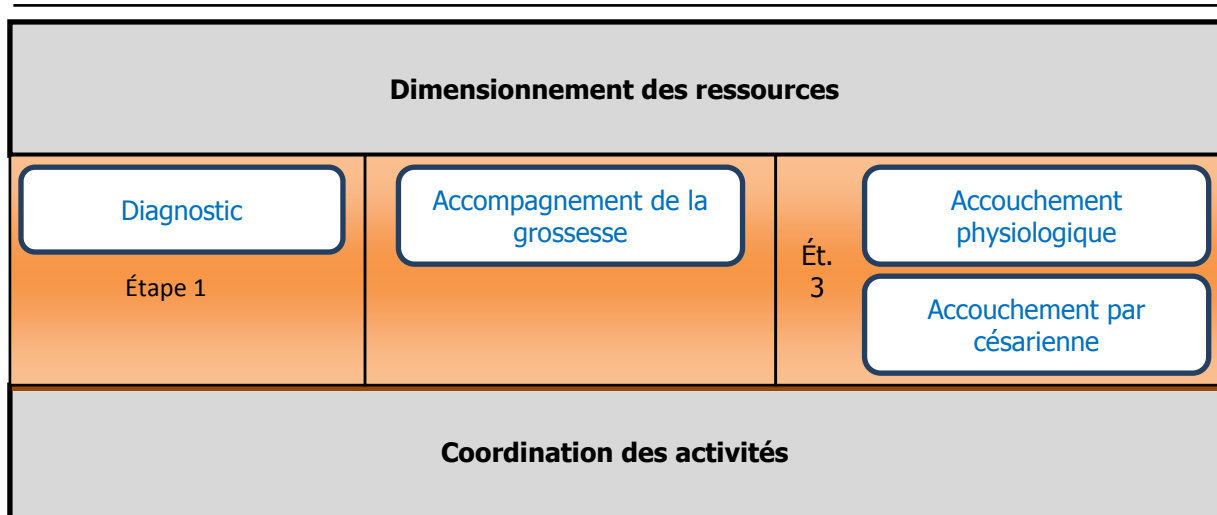 Dimensionnement des ressources
Diagnostic
Étape 1
Accompagnement de la
grossesse
Ét.
3
Accouchement
physiologique
Accouchement par
césarienne
Coordination des activités